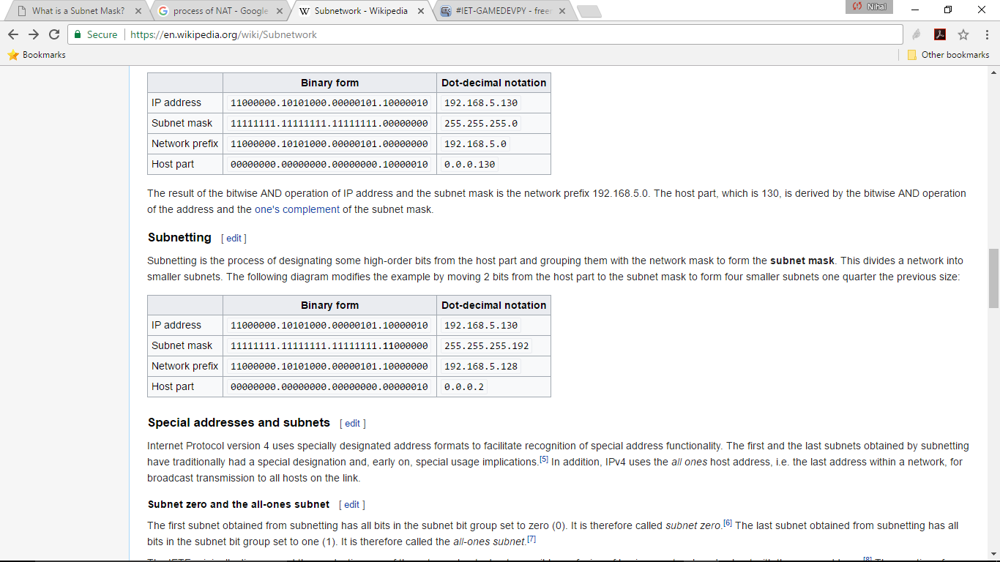 What is a Subnet Mask?
process of NAT - Google
Subnetwork - Wikipedia
#IET-GAMEDEVPY - freen
Nihal
Secure
https://en.wikipedia.org/wiki/Subnetwork
Bookmarks
Other bookmarks
Binary form Dot-decimal notation
IP address 11000000.10101000.00000101.10000010 192.168.5.130
Subnet mask 11111111.11111111.11111111.00000000 255.255.255.0
Network prefix 11000000.10101000.00000101.00000000 192.168.5.0
Host part 00000000.00000000.00000000.10000010 0.0.0.130
The result of the bitwise AND operation of IP address and the subnet mask is the network prefix 192.168.5.0. The host part, which is 130, is derived by the bitwise AND operation
of the address and the one's complement of the subnet mask.
Subnetting [ edit ]
Subnetting is the process of designating some high-order bits from the host part and grouping them with the network mask to form the subnet mask. This divides a network into
smaller subnets. The following diagram modifies the example by moving 2 bits from the host part to the subnet mask to form four smaller subnets one quarter the previous size:
Binary form Dot-decimal notation
IP address 11000000.10101000.00000101.10000010 192.168.5.130
Subnet mask 11111111.11111111.11111111.11000000 255.255.255.192
Network prefix 11000000.10101000.00000101.10000000 192.168.5.128
Host part 00000000.00000000.00000000.00000010 0.0.0.2
Special addresses and subnets [ edit ]
Internet Protocol version 4 uses specially designated address formats to facilitate recognition of special address functionality. The first and the last subnets obtained by subnetting
have traditionally had a special designation and, early on, special usage implications.[5] In addition, IPv4 uses the all ones host address, i.e. the last address within a network, for
broadcast transmission to all hosts on the link.
Subnet zero and the all-ones subnet [ edit ]
The first subnet obtained from subnetting has all bits in the subnet bit group set to zero (0). It is therefore called subnet zero.[6] The last subnet obtained from subnetting has all
bits in the subnet bit group set to one (1). It is therefore called the all-ones subnet.[7]